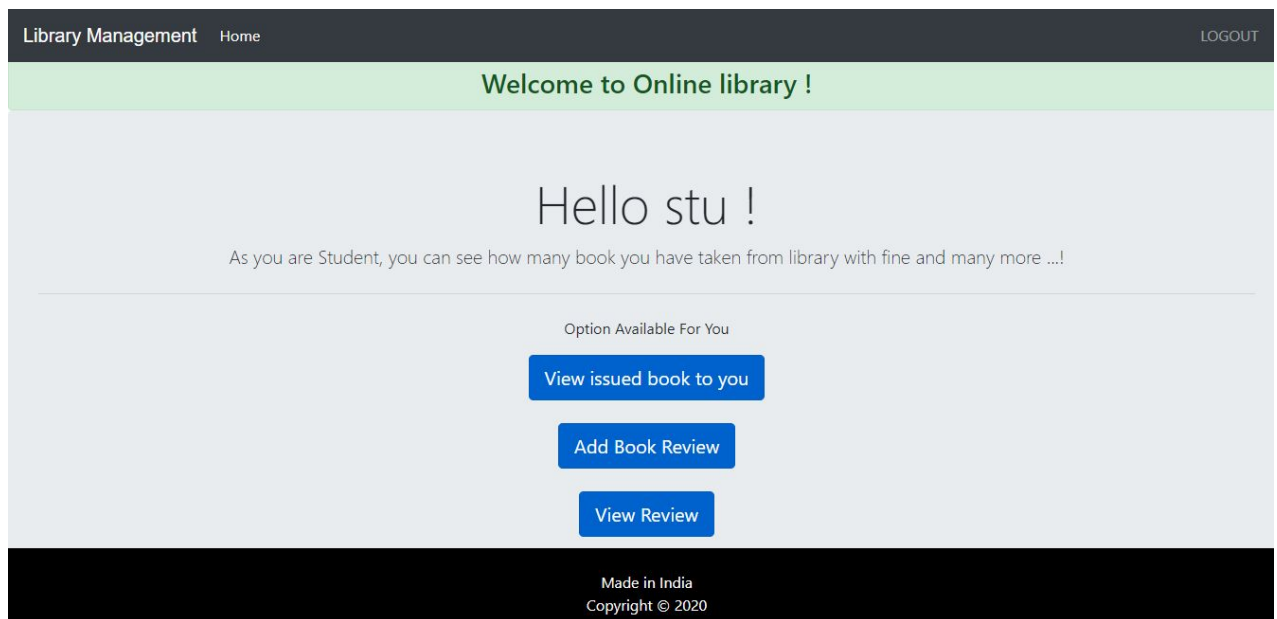 Library Management Home LOGOUT
Welcome to Online library !
Hello stu !
As you are Student, you can see how many book you have taken from library with fine and many more ...!
Option Available For You
View issued book to you
Add Book Review
View Review
Made in India
Copyright © 2020